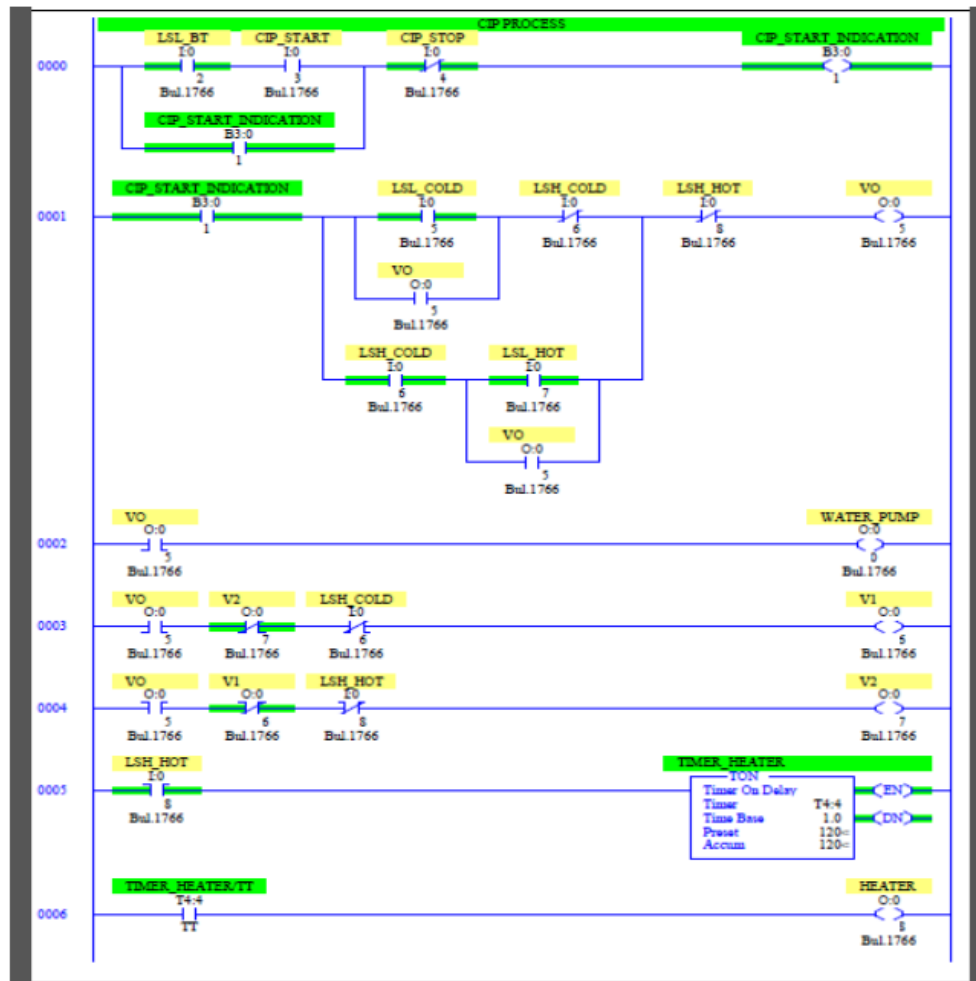 CIP PROCESS
LSL_BT CIP_START CIP_STOP CIP_START_INDICATION
I:0 I:0 I:0 B3:0
0000
2 3 4 1
Bul.1766 Bul.1766 Bul.1766
CIP_START_INDICATION
B3:0
1
CIP_START_INDICATION LSL_COLD LSH_COLD LSH_HOT VO
B3:0 I:0 I:0 I:0 O:0
0001
1 5 6 8 5
Bul.1766 Bul.1766 Bul.1766 Bul.1766
VO
O:0
5
Bul.1766
LSH_COLD LSL_HOT
I:0 I:0
6 7
Bul.1766 Bul.1766
VO
O:0
5
Bul.1766
VO WATER_PUMP
O:0 O:0
0002
5 0
Bul.1766 Bul.1766
VO V2 LSH_COLD V1
O:0 O:0 I:0 O:0
0003
5 7 6 6
Bul.1766 Bul.1766 Bul.1766 Bul.1766
VO V1 LSH_HOT V2
O:0 O:0 I:0 O:0
0004
5 6 8 7
Bul.1766 Bul.1766 Bul.1766 Bul.1766
LSH_HOT TIMER_HEATER
I:0 TON
0005 Timer On Delay EN
8 Timer T4:4
Bul.1766 Time Base 1.0 DN
Preset 120<
Accum 120<
TIMER_HEATER/TT HEATER
T4:4 O:0
0006
TT 8
Bul.1766